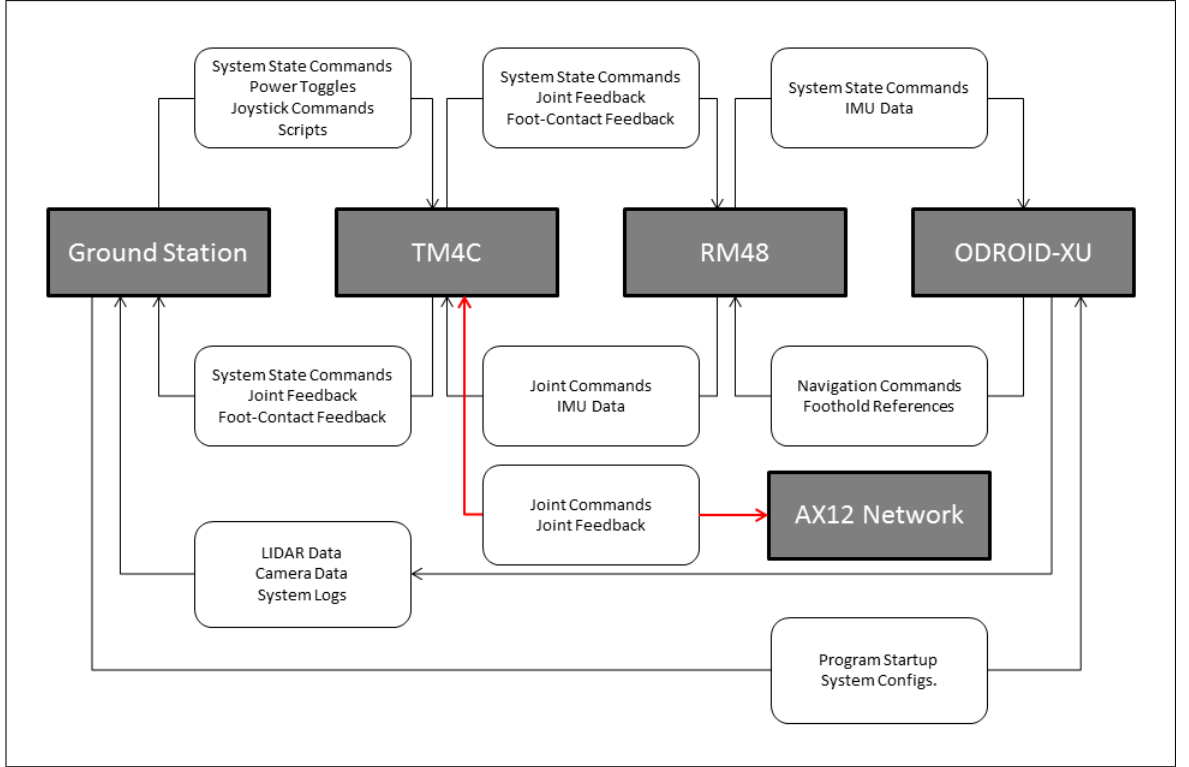 System State Commands
Power Toggles
Joystick Commands
Scripts
System State Commands
Joint Feedback
Foot-Contact Feedback
System State Commands
IMU Data
Ground Station
TM4C
RM48
ODROID-XU
System State Commands
Joint Feedback
Foot-Contact Feedback
Joint Commands
IMU Data
Navigation Commands
Foothold References
Joint Commands
Joint Feedback
AX12 Network
LIDAR Data
Camera Data
System Logs
Program Startup
System Configs.